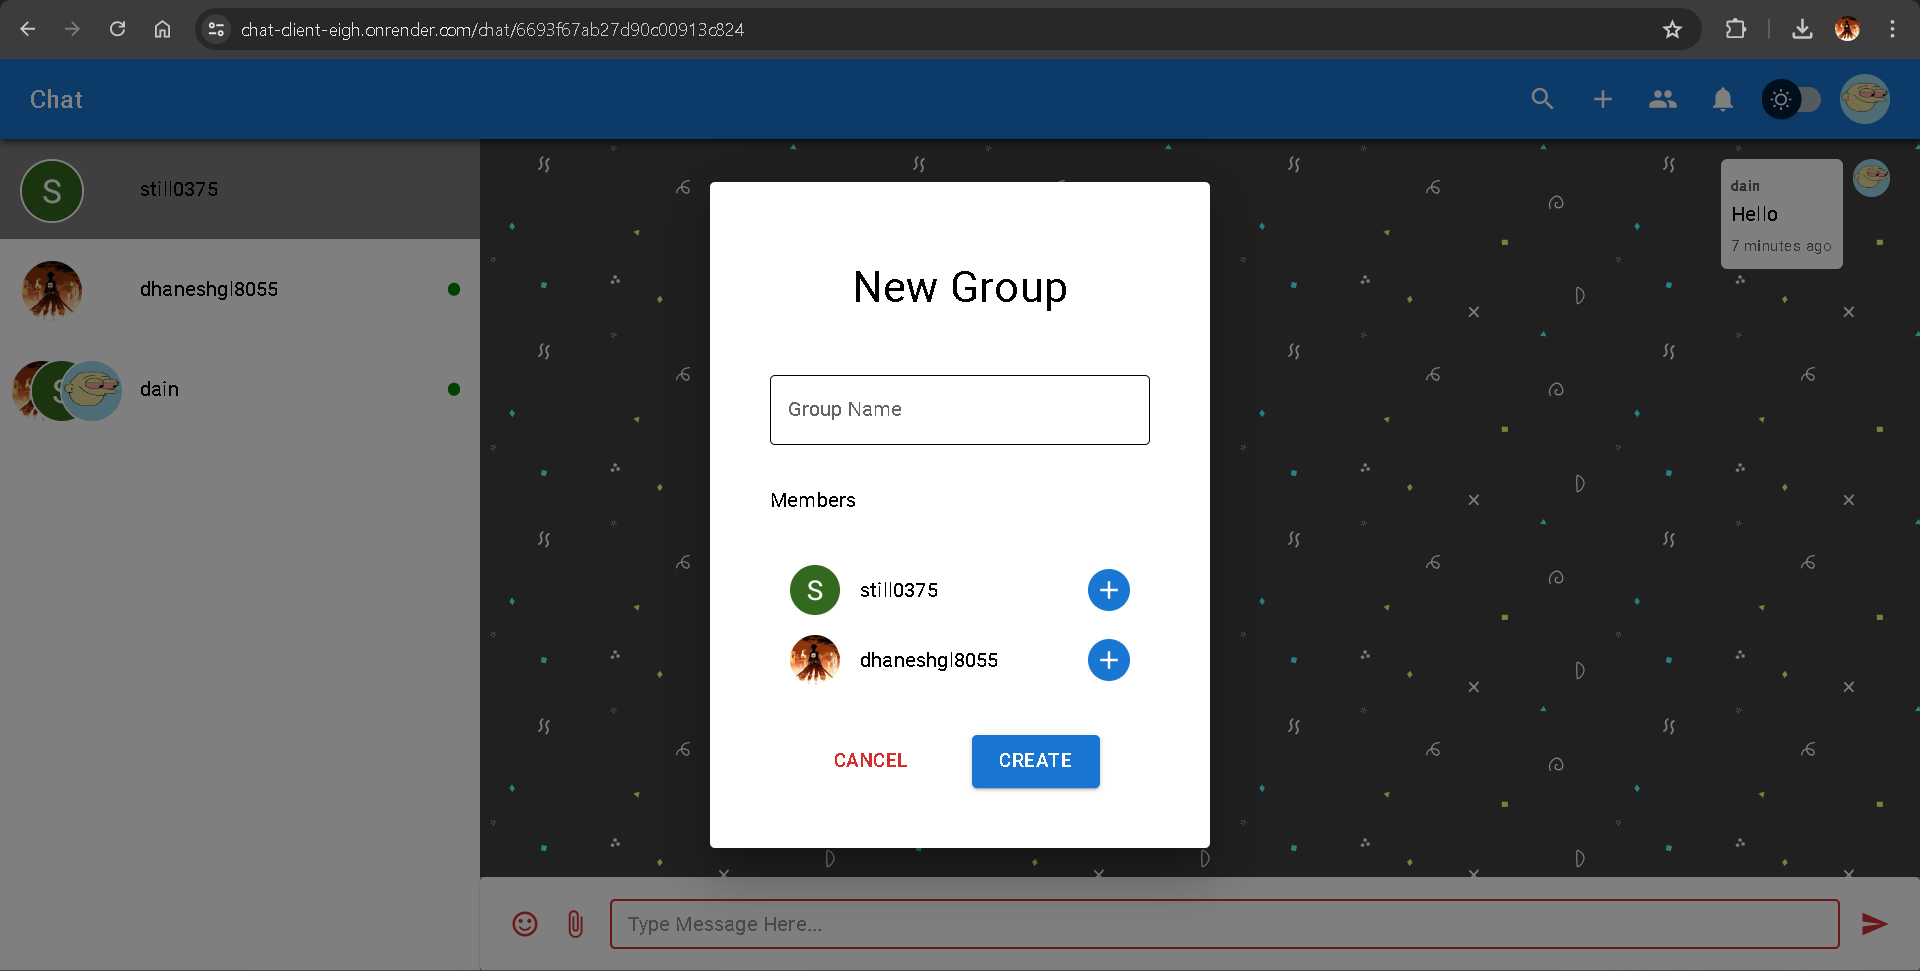 chat-client-eigh.onrender.com/chat/6693f67ab27d90c00913c824
Chat
S
still0375
dhaneshgl8055
S
dain
dain
Hello
7 minutes ago
New Group
Group Name
Members
S
still0375
dhaneshgl8055
CANCEL
CREATE
Type Message Here...